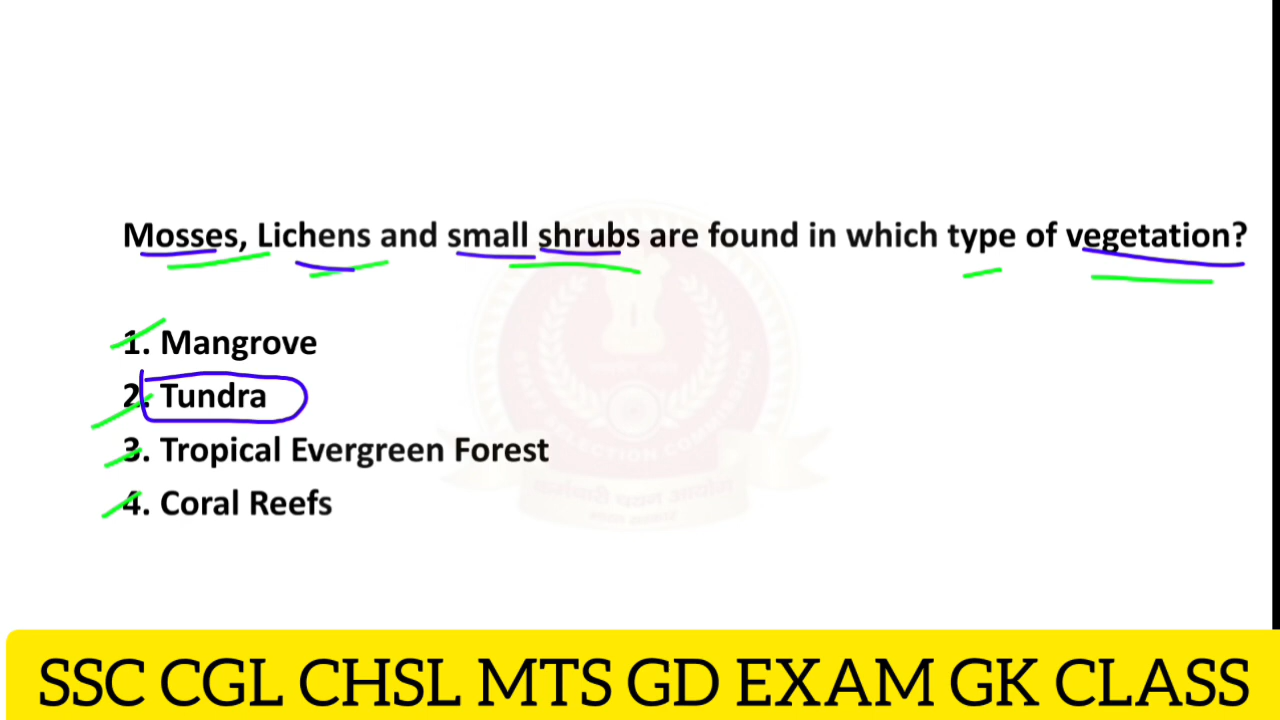 Mosses, Lichens and small shrubs are found in which type of vegetation?
1. Mangrove
2. Tundra
3. Tropical Evergreen Forest
4. Coral Reefs
SSC CGL CHSL MTS GD EXAM GK CLASS